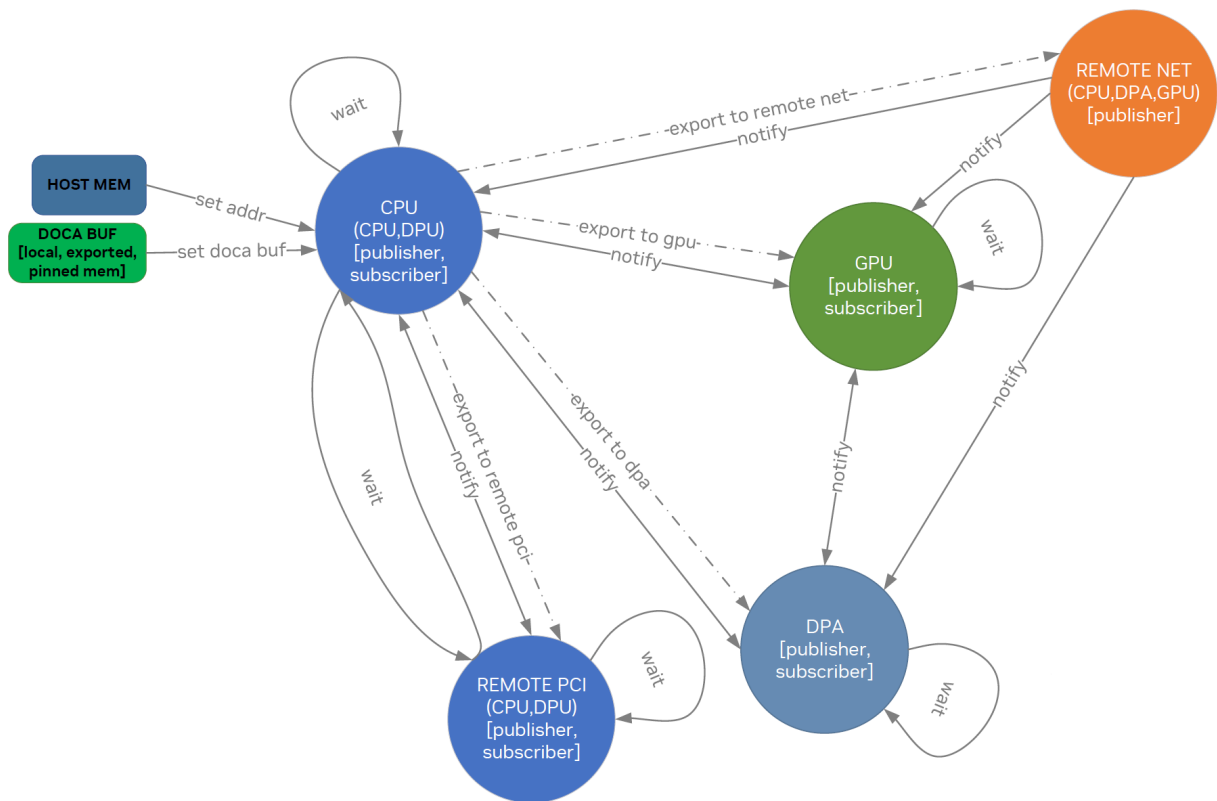 REMOTE NET
(CPU,DPA,GPU)
[publisher]
wait
export to remote net
notify
notify
HOST MEM
set addr
DOCA BUF
[local, exported,
pinned mem]
set doca buf
CPU
(CPU,DPU)
[publisher,
subscriber]
export to gpu
notify
wait
GPU
[publisher,
subscriber]
notify
export to remote pci
notify
export to dpa
notify
wait
notify
DPA
[publisher,
subscriber]
wait
REMOTE PCI
(CPU,DPU)
[publisher,
subscriber]
wait